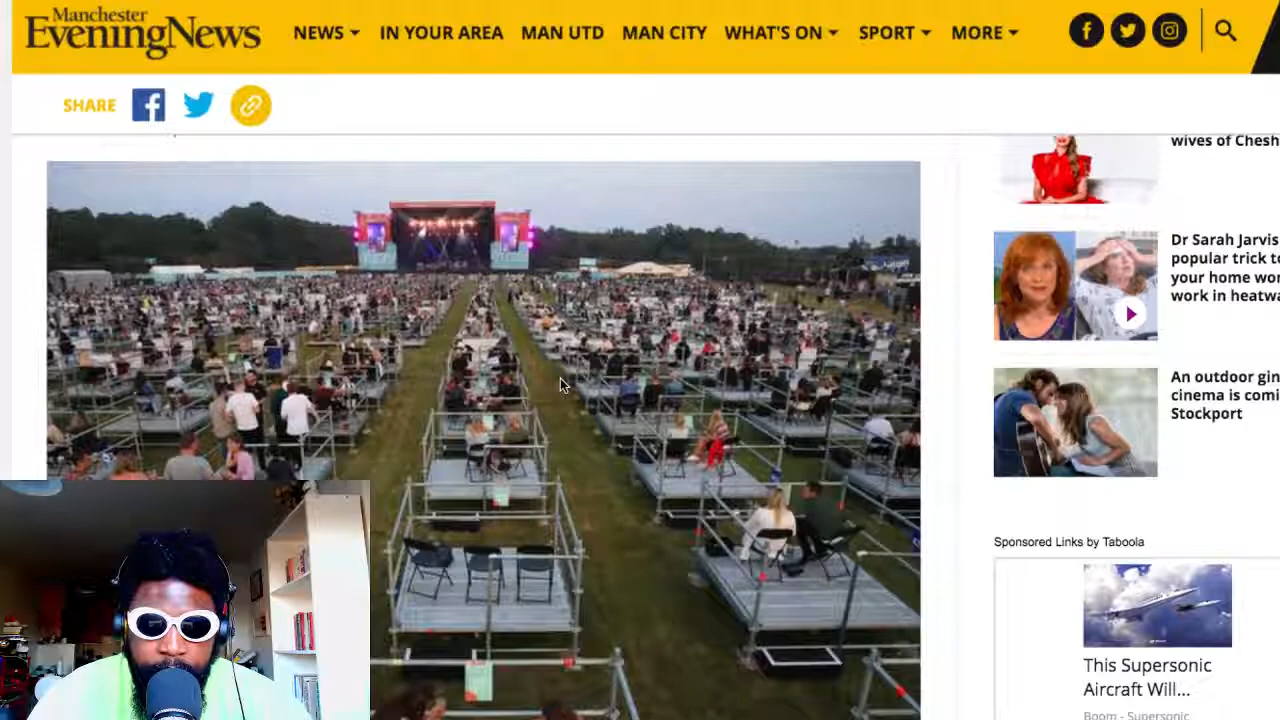 Manchester
EveningNews
NEWS
IN YOUR AREA
MAN UTD
MAN CITY
WHAT'S ON
SPORT
MORE
SHARE
wives of Chesh
Dr Sarah Jarvis
popular trick to
your home wor
work in heatwa
An outdoor gin
cinema is comi
Stockport
Sponsored Links by Taboola
This Supersonic
Aircraft Will...
Boom - Supersonic